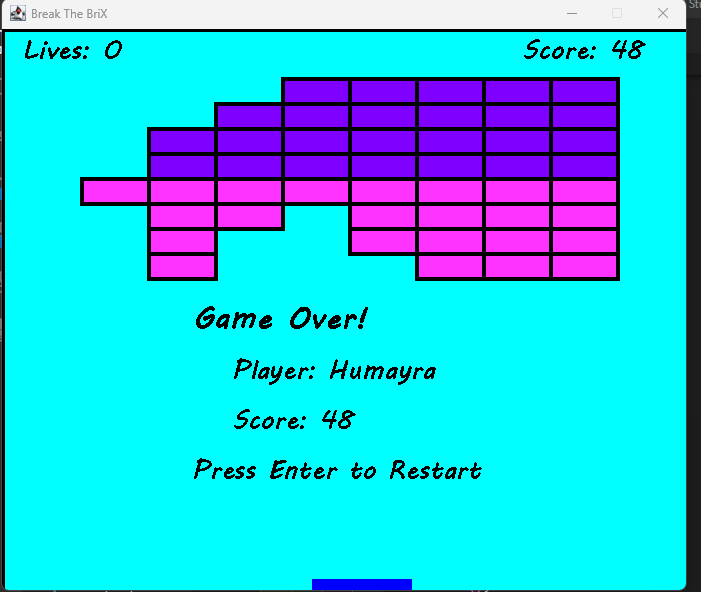 Break The BriX
Lives: 0 Score: 48
Game Over!
Player: Humayra
Score: 48
Press Enter to Restart